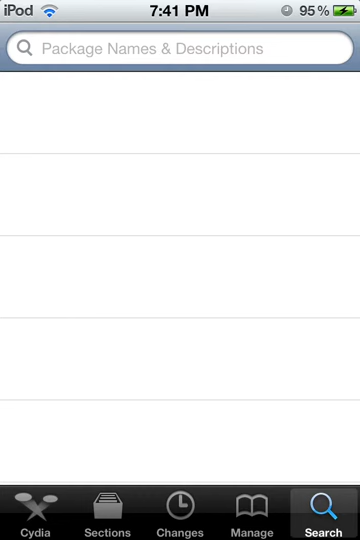 iPod 7:41 PM 95%
Package Names & Descriptions
Cydia Sections Changes Manage Search